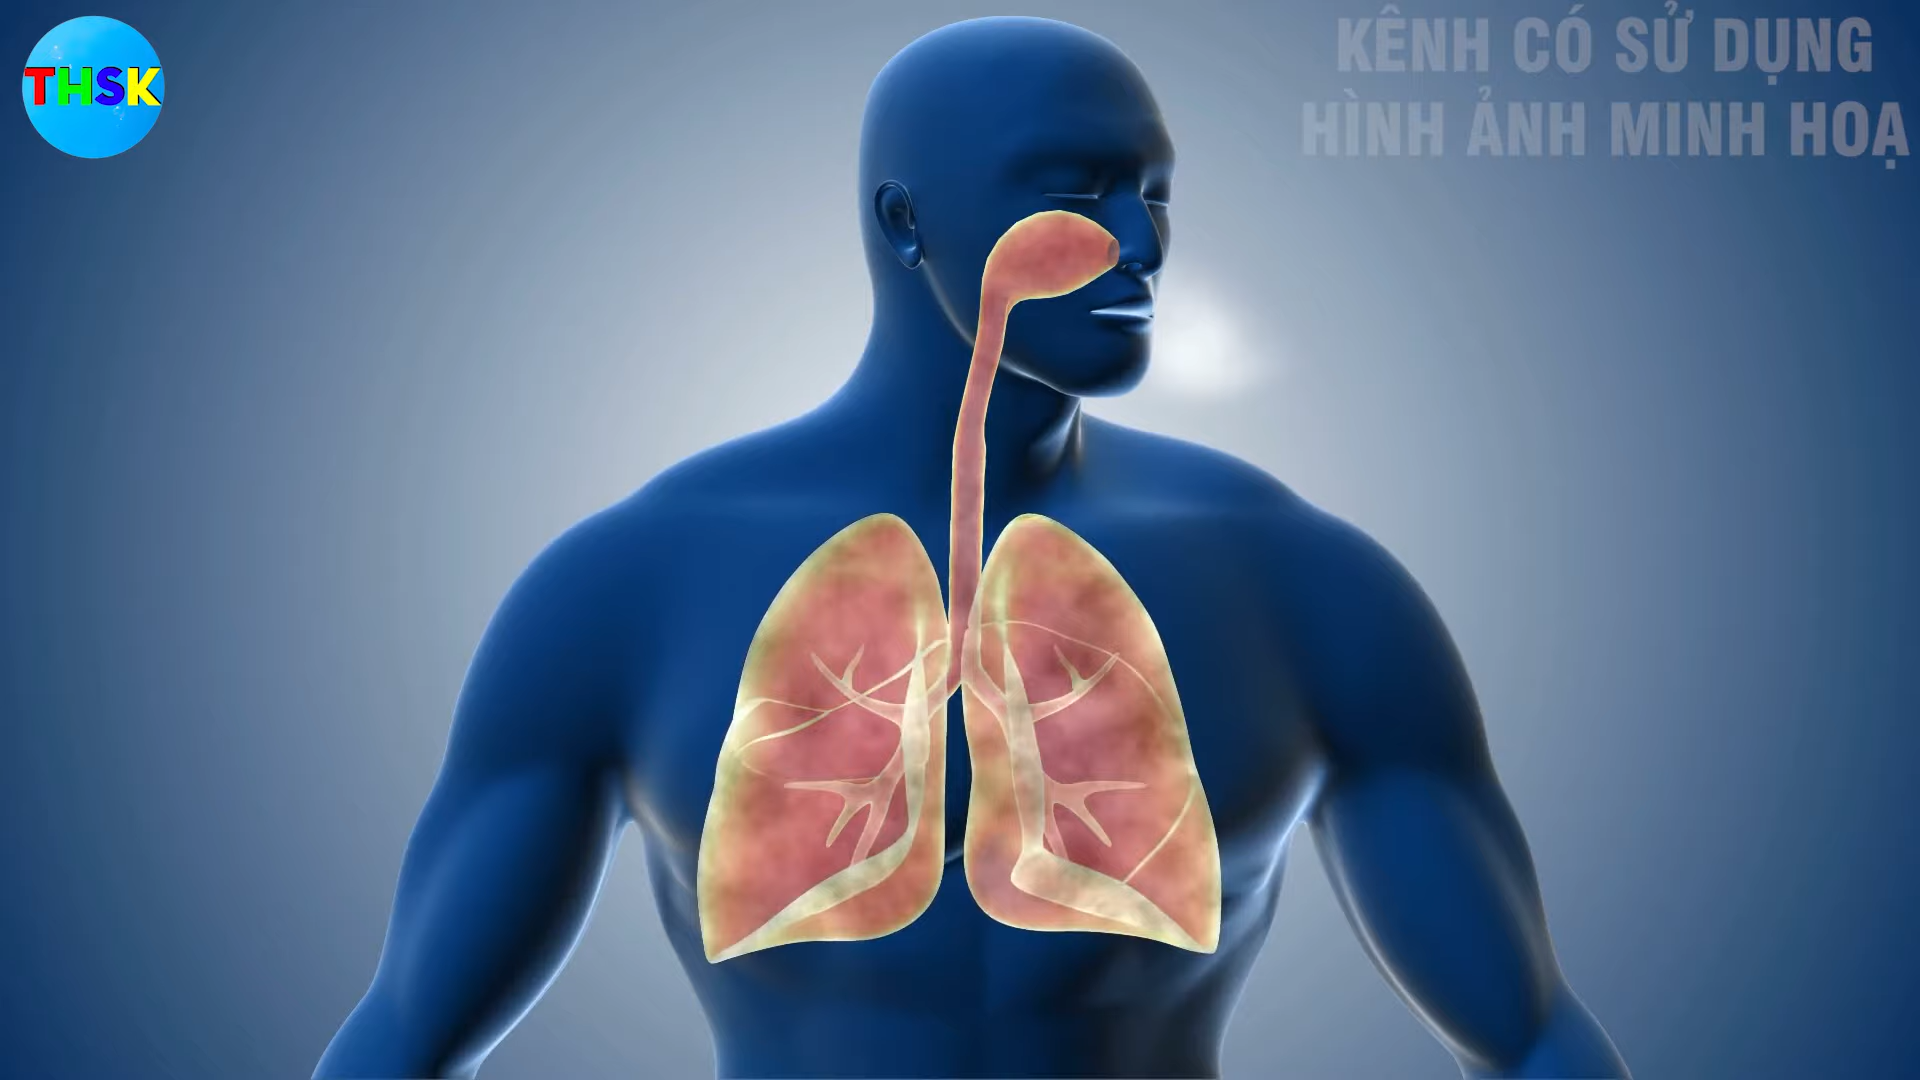 THSK
KÊNH CÓ SỬ DỤNG
HÌNH ẢNH MINH HOẠ